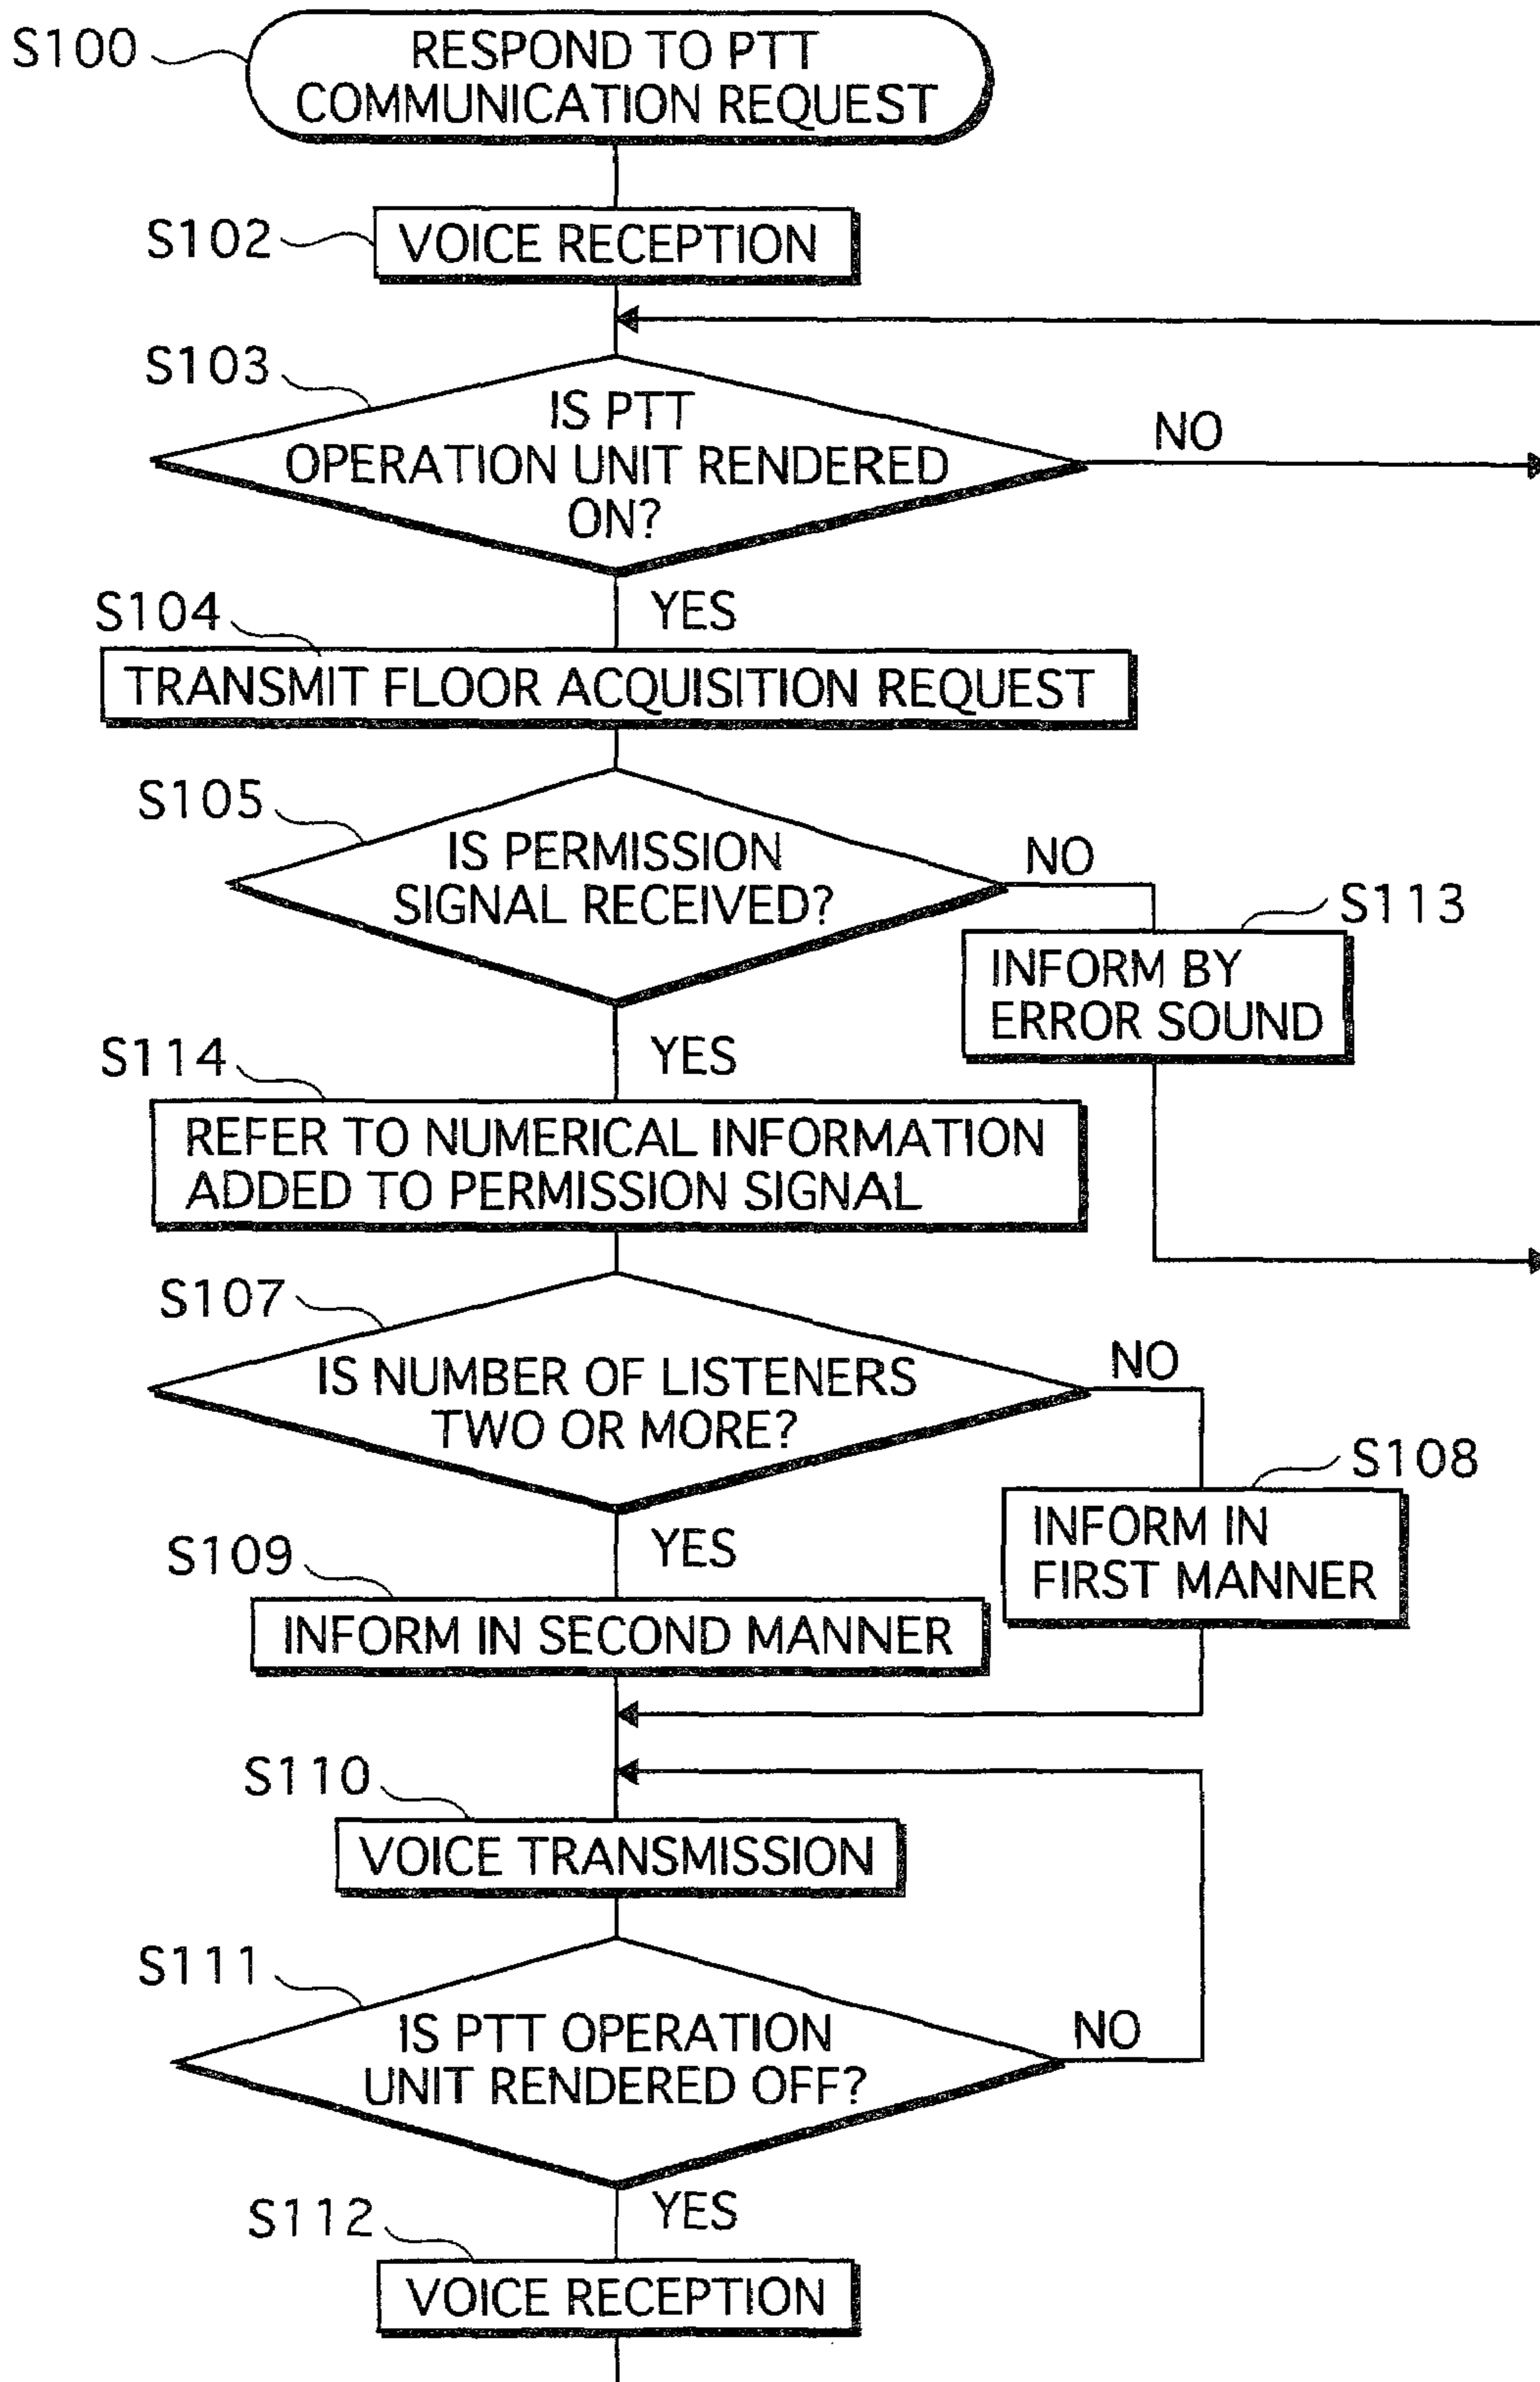 S100
RESPOND TO PTT
COMMUNICATION REQUEST
S102
VOICE RECEPTION
S103
IS PTT
OPERATION UNIT RENDERED
ON?
NO
YES
S104
TRANSMIT FLOOR ACQUISITION REQUEST
S105
IS PERMISSION
SIGNAL RECEIVED?
NO
S113
INFORM BY
ERROR SOUND
YES
S114
REFER TO NUMERICAL INFORMATION
ADDED TO PERMISSION SIGNAL
S107
IS NUMBER OF LISTENERS
TWO OR MORE?
NO
S108
INFORM IN
FIRST MANNER
YES
S109
INFORM IN SECOND MANNER
S110
VOICE TRANSMISSION
S111
IS PTT OPERATION
UNIT RENDERED OFF?
NO
YES
S112
VOICE RECEPTION